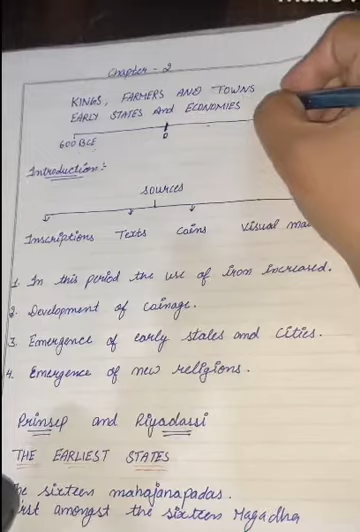 Chapter - 2
KINGS, FARMERS AND TOWNS
EARLY STATES AND ECONOMIES
600 BCE 0
Introduction:-
sources
Inscriptions Texts Coins Visual
1. In this period the use of iron increased.
2. Development of coinage.
3. Emergence of early states and cities.
4. Emergence of new religions.
Prinsep and Piyadassi
THE EARLIEST STATES
sixteen mahajanapadas.
amongst the sixteen Magadha